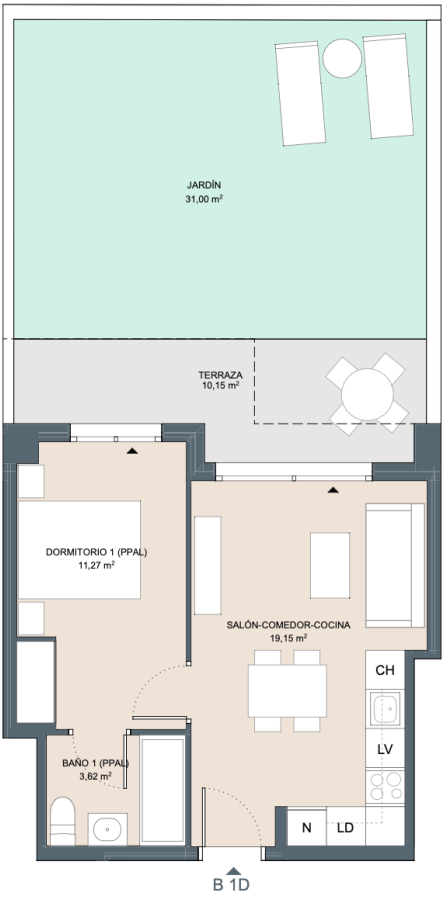 JARDÍN
31,00 m²
TERRAZA
10,15 m²
DORMITORIO 1 (PPAL)
11,27 m²
SALÓN-COMEDOR-COCINA
19,15 m²
CH
LV
BAÑO 1 (PPAL)
3,62 m²
N
LD
B 1D